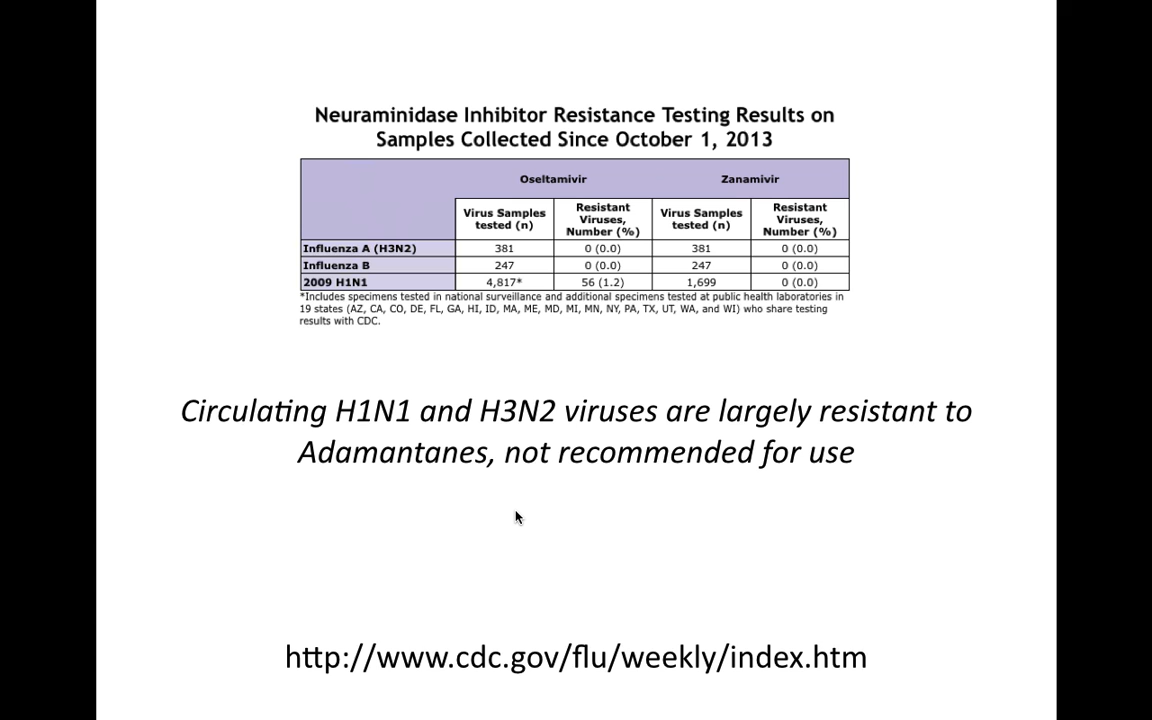 Neuraminidase Inhibitor Resistance Testing Results on
Samples Collected Since October 1, 2013
Oseltamivir Zanamivir
Virus Samples tested (n) Resistant Viruses, Number (%) Virus Samples tested (n) Resistant Viruses, Number (%)
Influenza A (H3N2) 381 0 (0.0) 381 0 (0.0)
Influenza B 247 0 (0.0) 247 0 (0.0)
2009 H1N1 4,817* 56 (1.2) 1,699 0 (0.0)
*Includes specimens tested in national surveillance and additional specimens tested at public health laboratories in
19 states (AZ, CA, CO, DE, FL, GA, HI, ID, MA, ME, MD, MI, MN, NY, PA, TX, UT, WA, and WI) who share testing
results with CDC.
Circulating H1N1 and H3N2 viruses are largely resistant to
Adamantanes, not recommended for use
http://www.cdc.gov/flu/weekly/index.htm